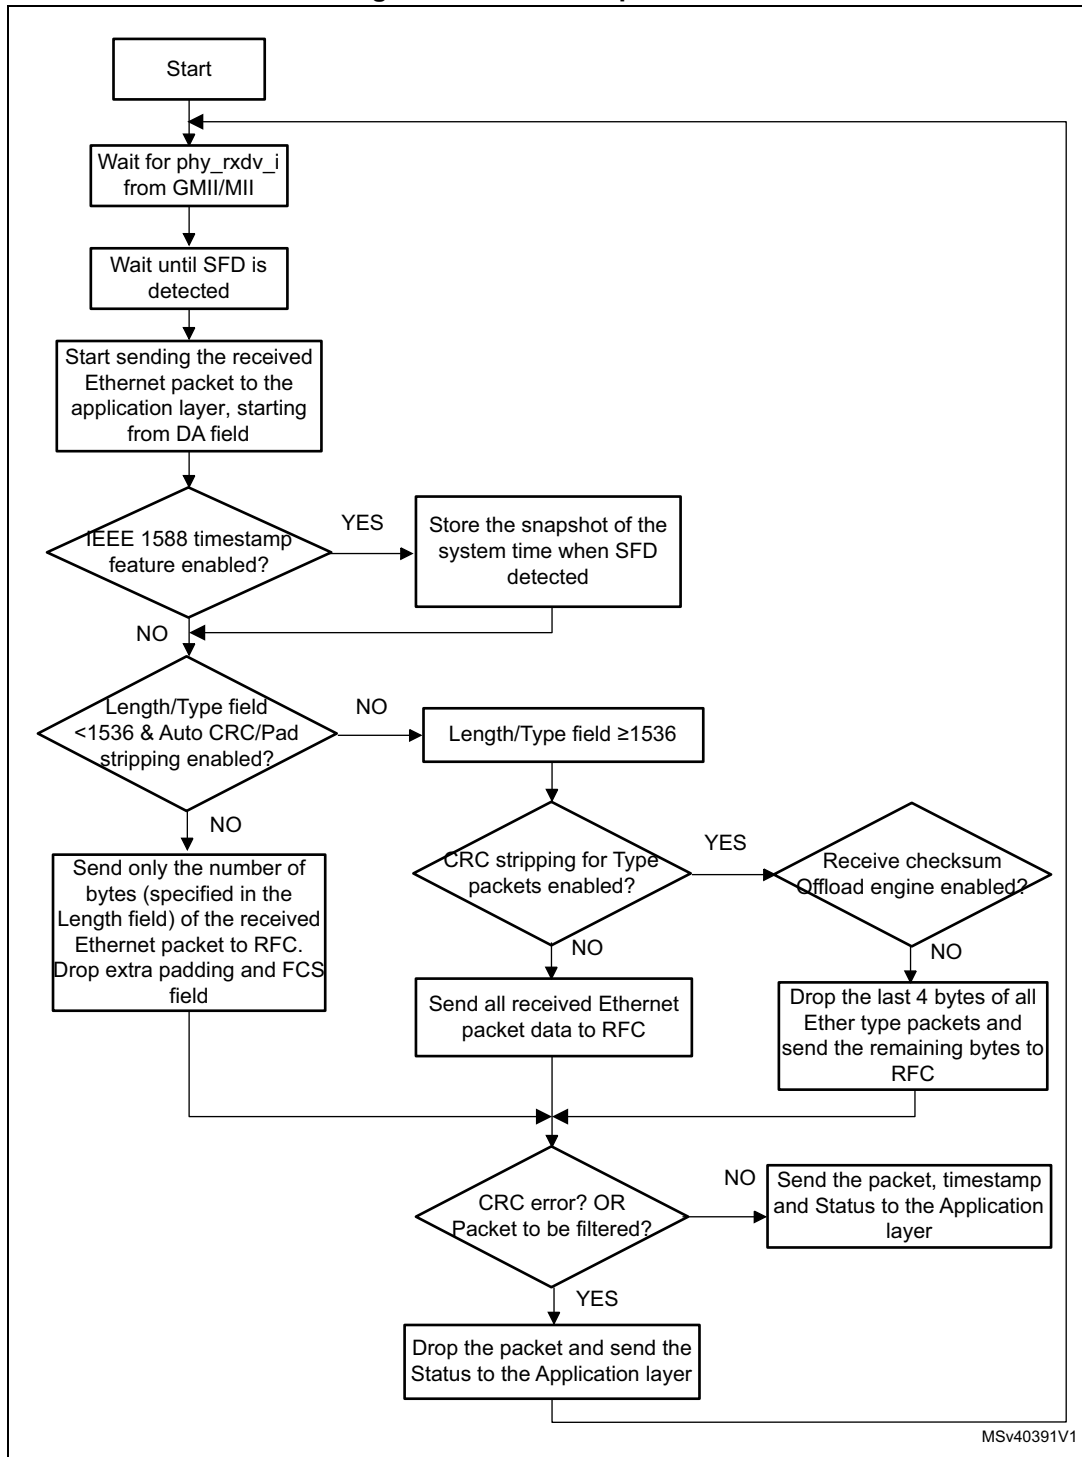 Start
Wait for phy_rxdv_i
from GMII/MII
Wait until SFD is
detected
Start sending the received
Ethernet packet to the
application layer, starting
from DA field
IEEE 1588 timestamp
feature enabled?
YES
Store the snapshot of the
system time when SFD
detected
NO
Length/Type field
<1536 & Auto CRC/Pad
stripping enabled?
NO
Length/Type field ≥1536
NO
Send only the number of
bytes (specified in the
Length field) of the received
Ethernet packet to RFC.
Drop extra padding and FCS
field
CRC stripping for Type
packets enabled?
YES
Receive checksum
Offload engine enabled?
NO
Send all received Ethernet
packet data to RFC
NO
Drop the last 4 bytes of all
Ether type packets and
send the remaining bytes to
RFC
CRC error? OR
Packet to be filtered?
NO
Send the packet, timestamp
and Status to the Application
layer
YES
Drop the packet and send the
Status to the Application layer
MSv40391V1